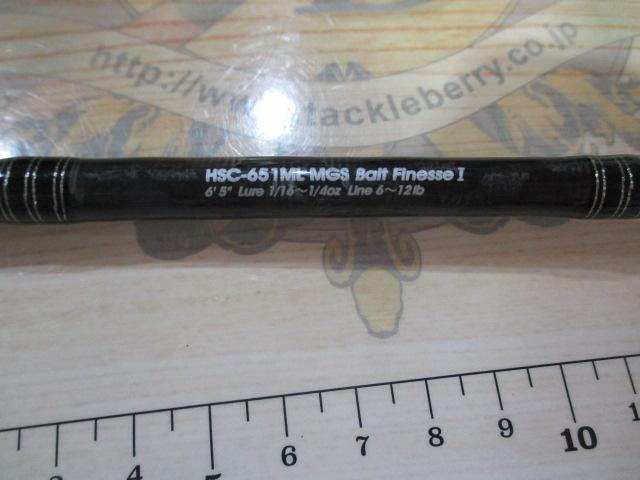 http://www.tackleberry.co.jp
HSC-651ML-MGS Bait Finesse I
6'5" Lure 1/16~1/4oz Line 6~12lb
3 4 5 6 7 8 9 10